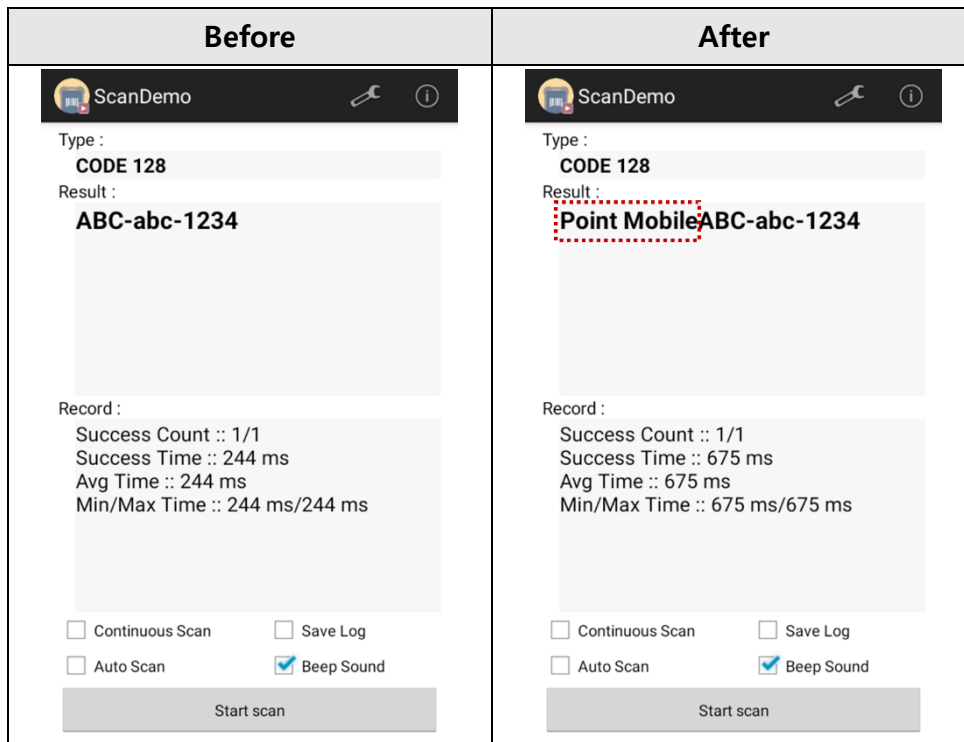 Before
ScanDemo
Type :
CODE 128
Result :
ABC-abc-1234
Record :
Success Count :: 1/1
Success Time :: 244 ms
Avg Time :: 244 ms
Min/Max Time :: 244 ms/244 ms
Continuous Scan
Save Log
Auto Scan
Beep Sound
Start scan
After
ScanDemo
Type :
CODE 128
Result :
Point MobileABC-abc-1234
Record :
Success Count :: 1/1
Success Time :: 675 ms
Avg Time :: 675 ms
Min/Max Time :: 675 ms/675 ms
Continuous Scan
Save Log
Auto Scan
Beep Sound
Start scan